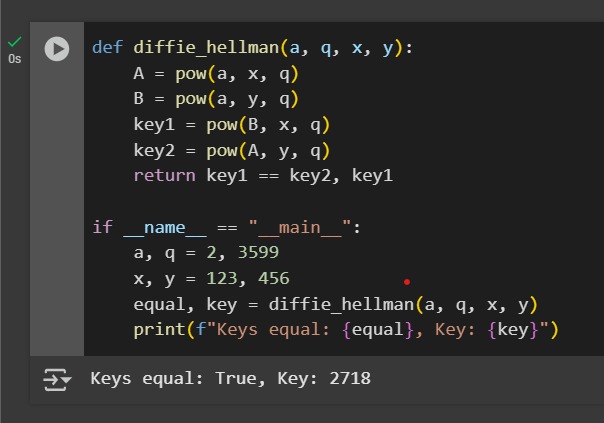 0s
def diffie_hellman(a, q, x, y):
    A = pow(a, x, q)
    B = pow(a, y, q)
    key1 = pow(B, x, q)
    key2 = pow(A, y, q)
    return key1 == key2, key1
if __name__ == "__main__":
    a, q = 2, 3599
    x, y = 123, 456
    equal, key = diffie_hellman(a, q, x, y)
    print(f"Keys equal: {equal}, Key: {key}")
Keys equal: True, Key: 2718